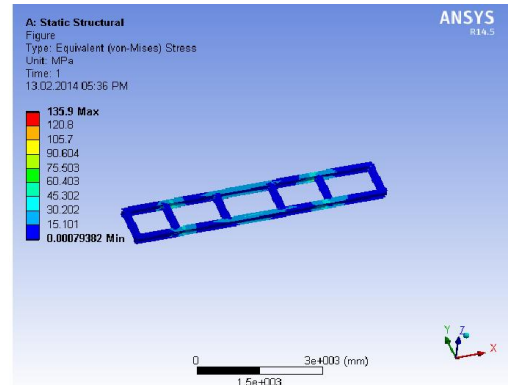 A: Static Structural
Figure
Type: Equivalent (von-Mises) Stress
Unit: MPa
Time: 1
13.02.2014 05:36 PM
ANSYS
R14.5
135.9 Max
120.8
105.7
90.604
75.503
60.403
45.302
30.202
15.101
0.00079382 Min
0 3e+003 (mm)
1.5e+003
Y Z
X